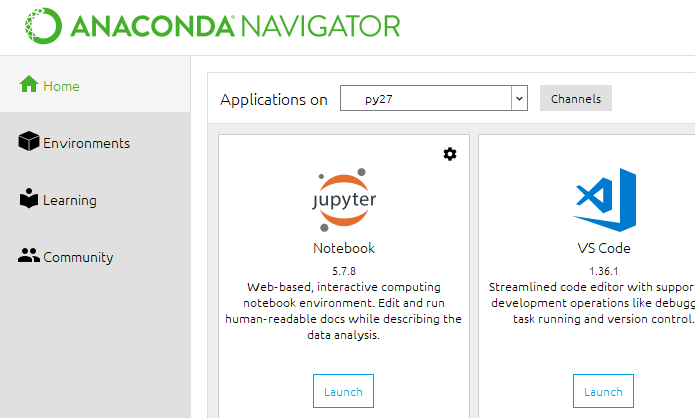 ANACONDA NAVIGATOR
Home
Environments
Learning
Community
Applications on py27 Channels
jupyter
Notebook
5.7.8
Web-based, interactive computing
notebook environment. Edit and run
human-readable docs while describing the
data analysis.
Launch
VS Code
1.36.1
Streamlined code editor with suppor
development operations like debugg
task running and version control.
Launch